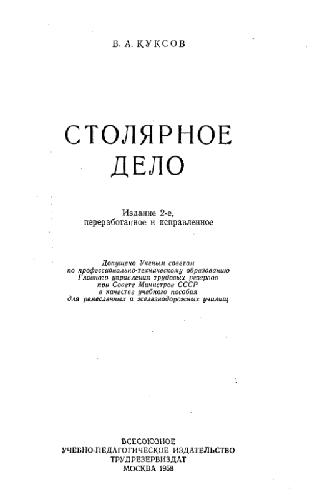 В. А. КУКСОВ
СТОЛЯРНОЕ
ДЕЛО
Издание 2-е,
переработанное и исправленное
Допущено Ученым советом
по профессионально-техническому образованию
Главного управления трудовых резервов
при Совете Министров СССР
в качестве учебного пособия
для ремесленных и железнодорожных училищ
ВСЕСОЮЗНОЕ
УЧЕБНО-ПЕДАГОГИЧЕСКОЕ ИЗДАТЕЛЬСТВО
ТРУДРЕЗЕРВИЗДАТ
МОСКВА 1958